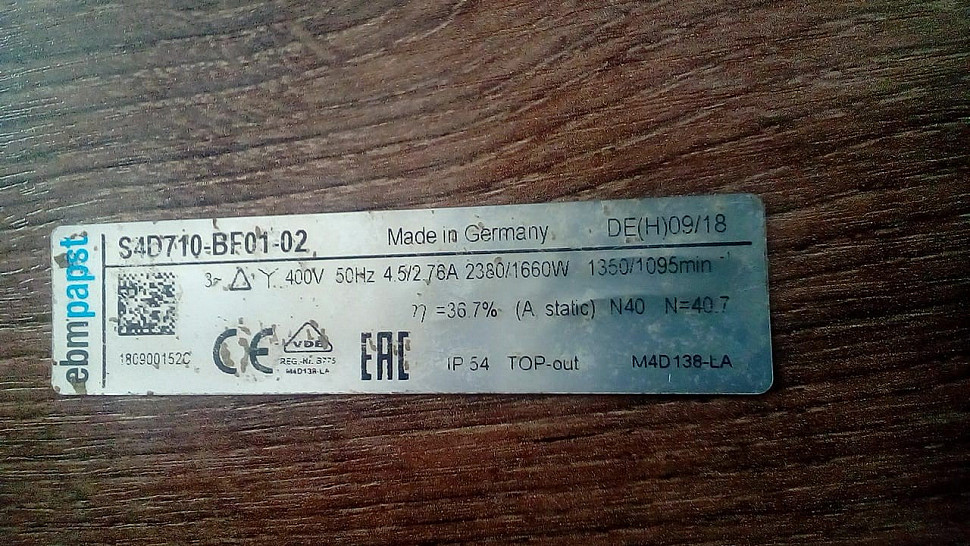 ebmpapst
S4D710-BF01-02 Made in Germany DE(H)09/18
3~ △/Y 400V 50Hz 4.5/2.76A 2380/1660W 1350/1095min⁻¹
η =36.7% (A, static) N40 N=40.7
180900152C CE VDE EAC IP 54 TOP-out M4D138-LA
REG.-Nr.
M4D138-LA